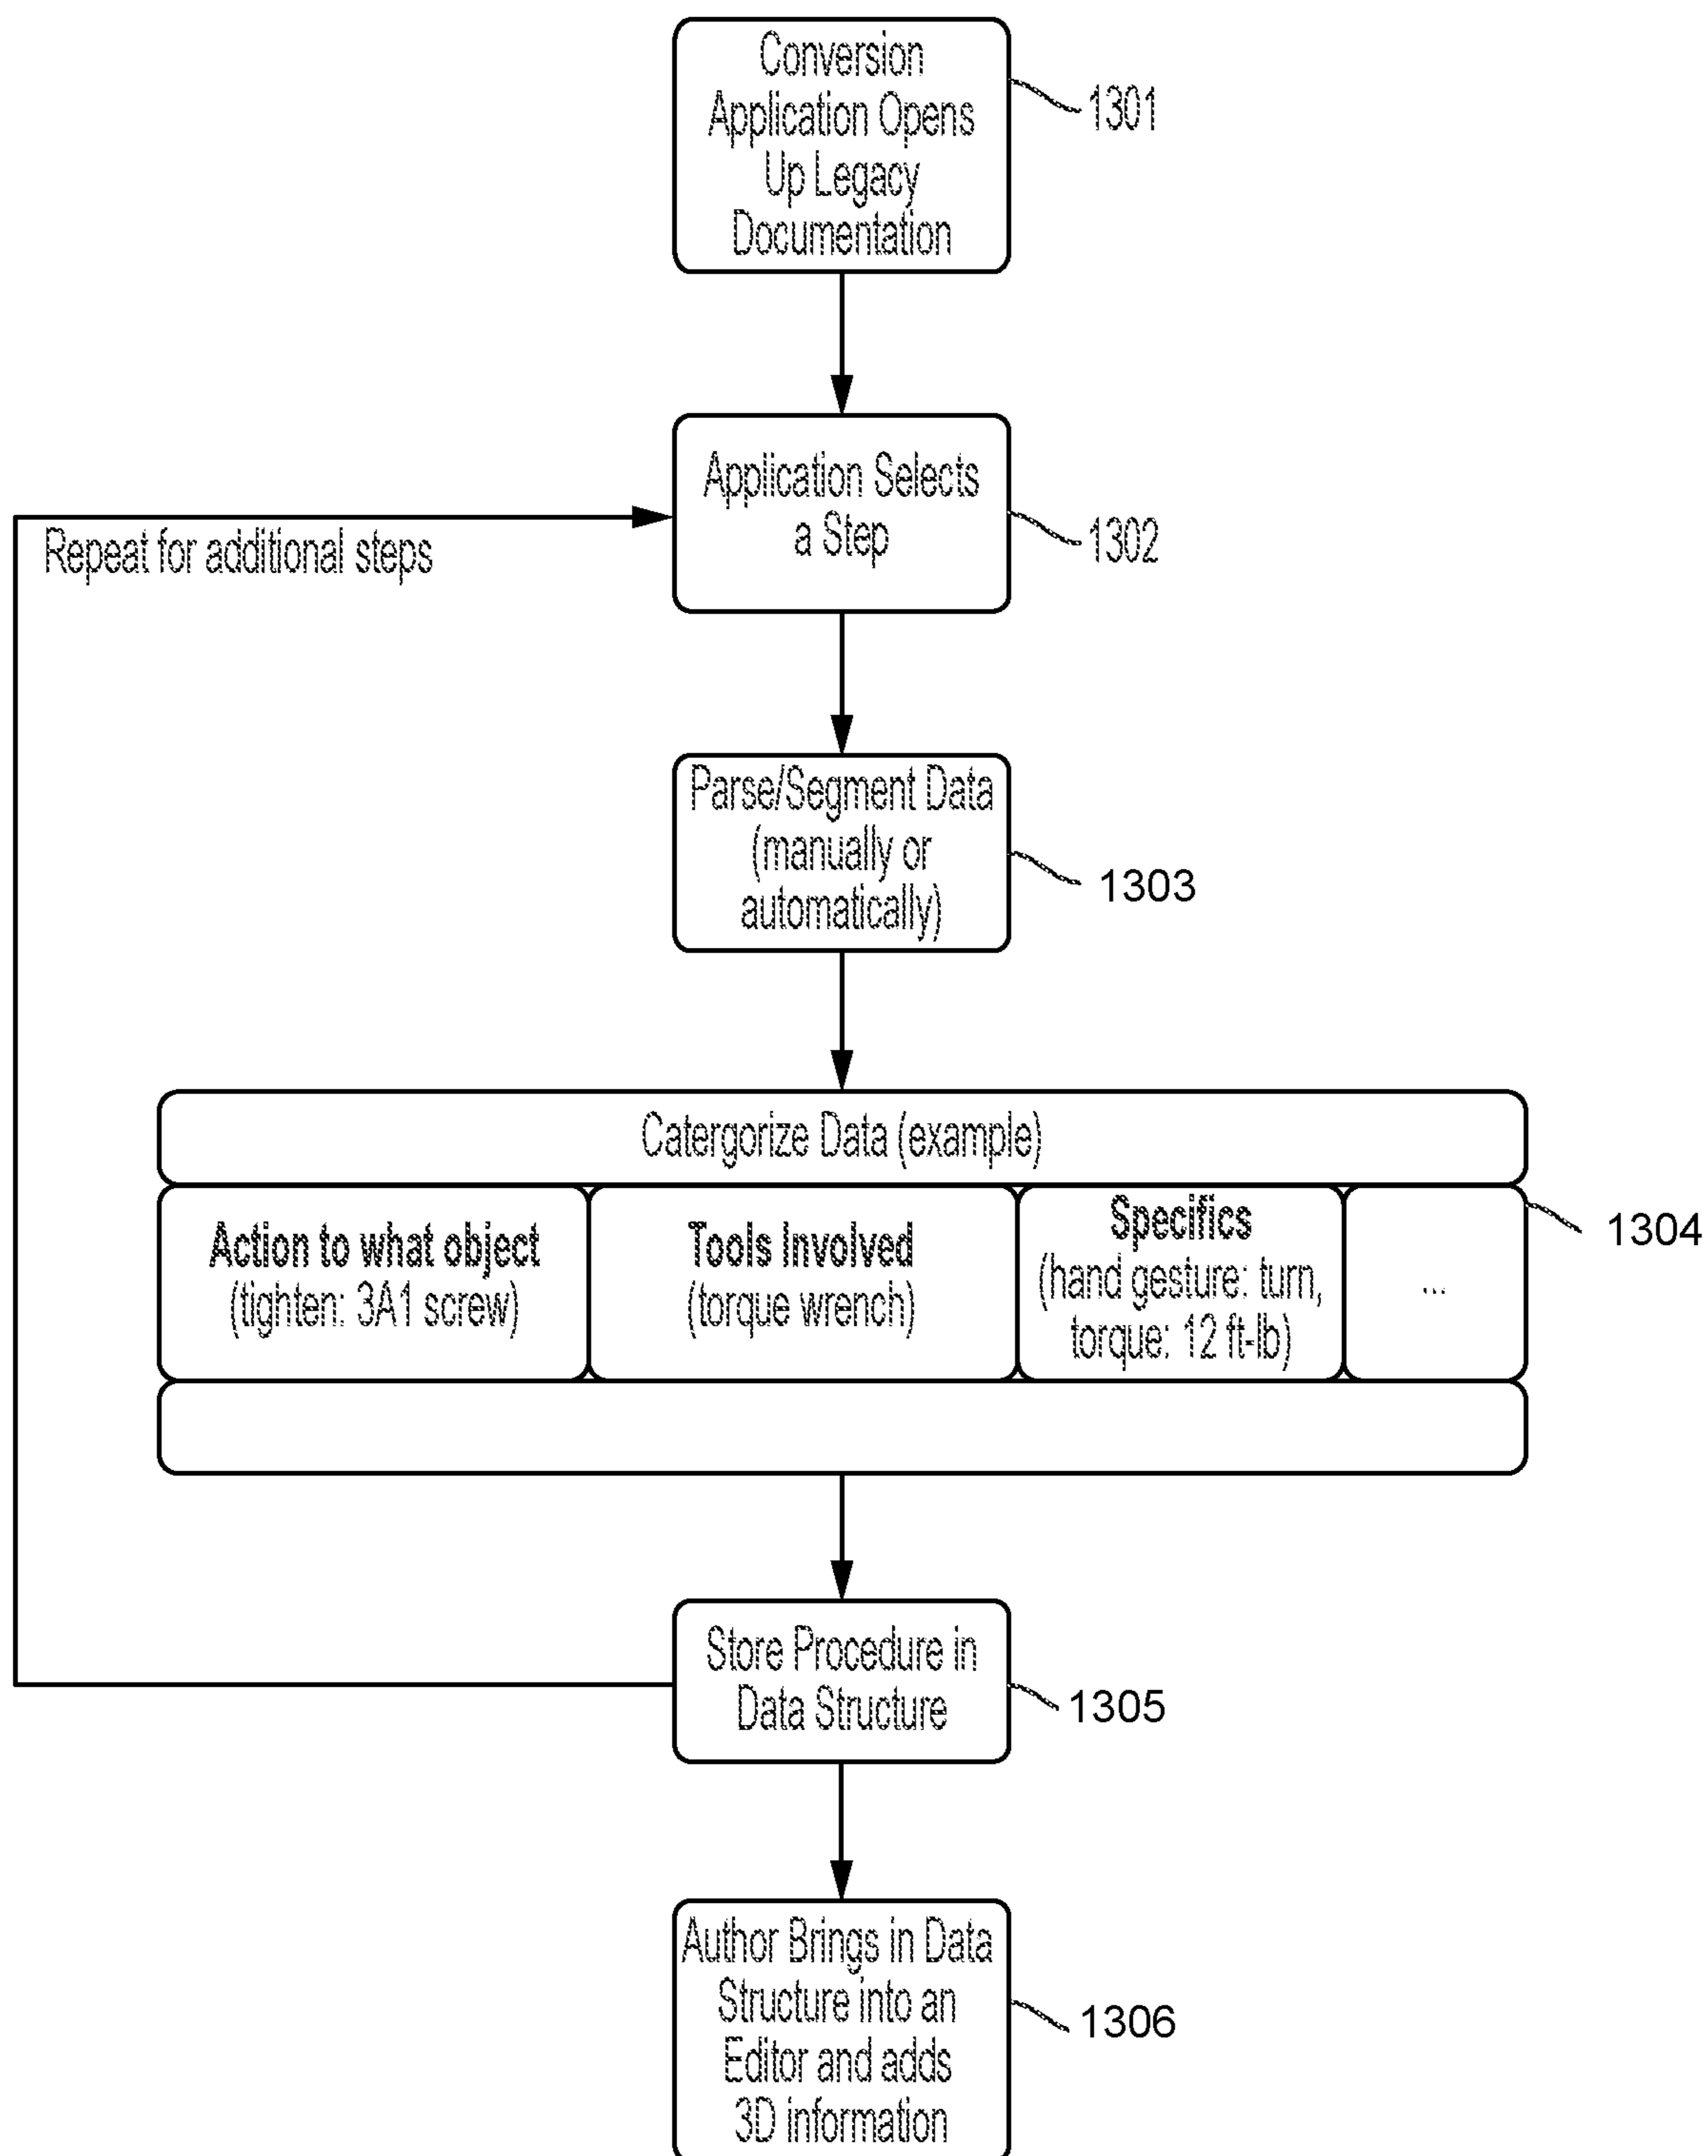 Conversion
Application Opens
Up Legacy
Documentation
1301
Application Selects
a Step
1302
Repeat for additional steps
Parse/Segment Data
(manually or
automatically)
1303
Catergorize Data (example)
Action to what object
(tighten: 3A1 screw)
Tools Involved
(torque wrench)
Specifics
(hand gesture: turn,
torque: 12 ft-lb)
...
1304
Store Procedure in
Data Structure
1305
Author Brings in Data
Structure into an
Editor and adds
3D information
1306